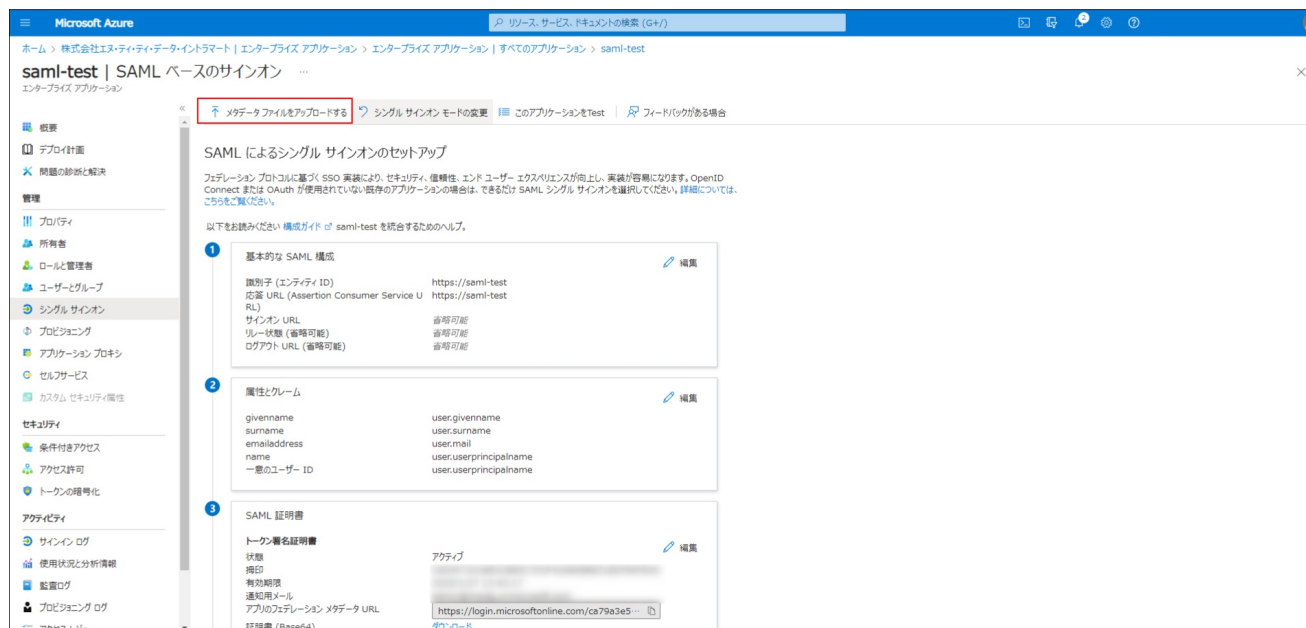 Microsoft Azure
リソース、サービス、ドキュメントの検索 (G+/)
2
ホーム > 株式会社エヌ・ティ・ティ・データ・イントラマート | エンタープライズ アプリケーション > エンタープライズ アプリケーション | すべてのアプリケーション > saml-test
saml-test | SAML ベースのサインオン ...
エンタープライズ アプリケーション
メタデータ ファイルをアップロードする シングル サインオン モードの変更 このアプリケーションをTest フィードバックがある場合
概要
デプロイ計画
問題の診断と解決
管理
プロパティ
所有者
ロールと管理者
ユーザーとグループ
シングル サインオン
プロビジョニング
アプリケーション プロキシ
セルフサービス
カスタム セキュリティ属性
セキュリティ
条件付きアクセス
アクセス許可
トークンの暗号化
アクティビティ
サインイン ログ
使用状況と分析情報
監査ログ
プロビジョニング ログ
SAML によるシングル サインオンのセットアップ
フェデレーション プロトコルに基づく SSO 実装により、セキュリティ、信頼性、エンド ユーザー エクスペリエンスが向上し、実装が容易になります。OpenID
Connect または OAuth が使用されていない既存のアプリケーションの場合は、できるだけ SAML シングル サインオンを選択してください。詳細については、
こちらをご覧ください。
以下をお読みください 構成ガイド saml-test を統合するためのヘルプ。
1
基本的な SAML 構成
編集
識別子 (エンティティ ID) https://saml-test
応答 URL (Assertion Consumer Service U https://saml-test
RL)
サインオン URL 省略可能
リレー状態 (省略可能) 省略可能
ログアウト URL (省略可能) 省略可能
2
属性とクレーム
編集
givenname user.givenname
surname user.surname
emailaddress user.mail
name user.userprincipalname
一意のユーザー ID user.userprincipalname
3
SAML 証明書
トークン署名証明書
編集
状態 アクティブ
拇印
有効期限
通知用メール
アプリのフェデレーション メタデータ URL https://login.microsoftonline.com/ca79a3e5...
証明書 (Base64) ダウンロード